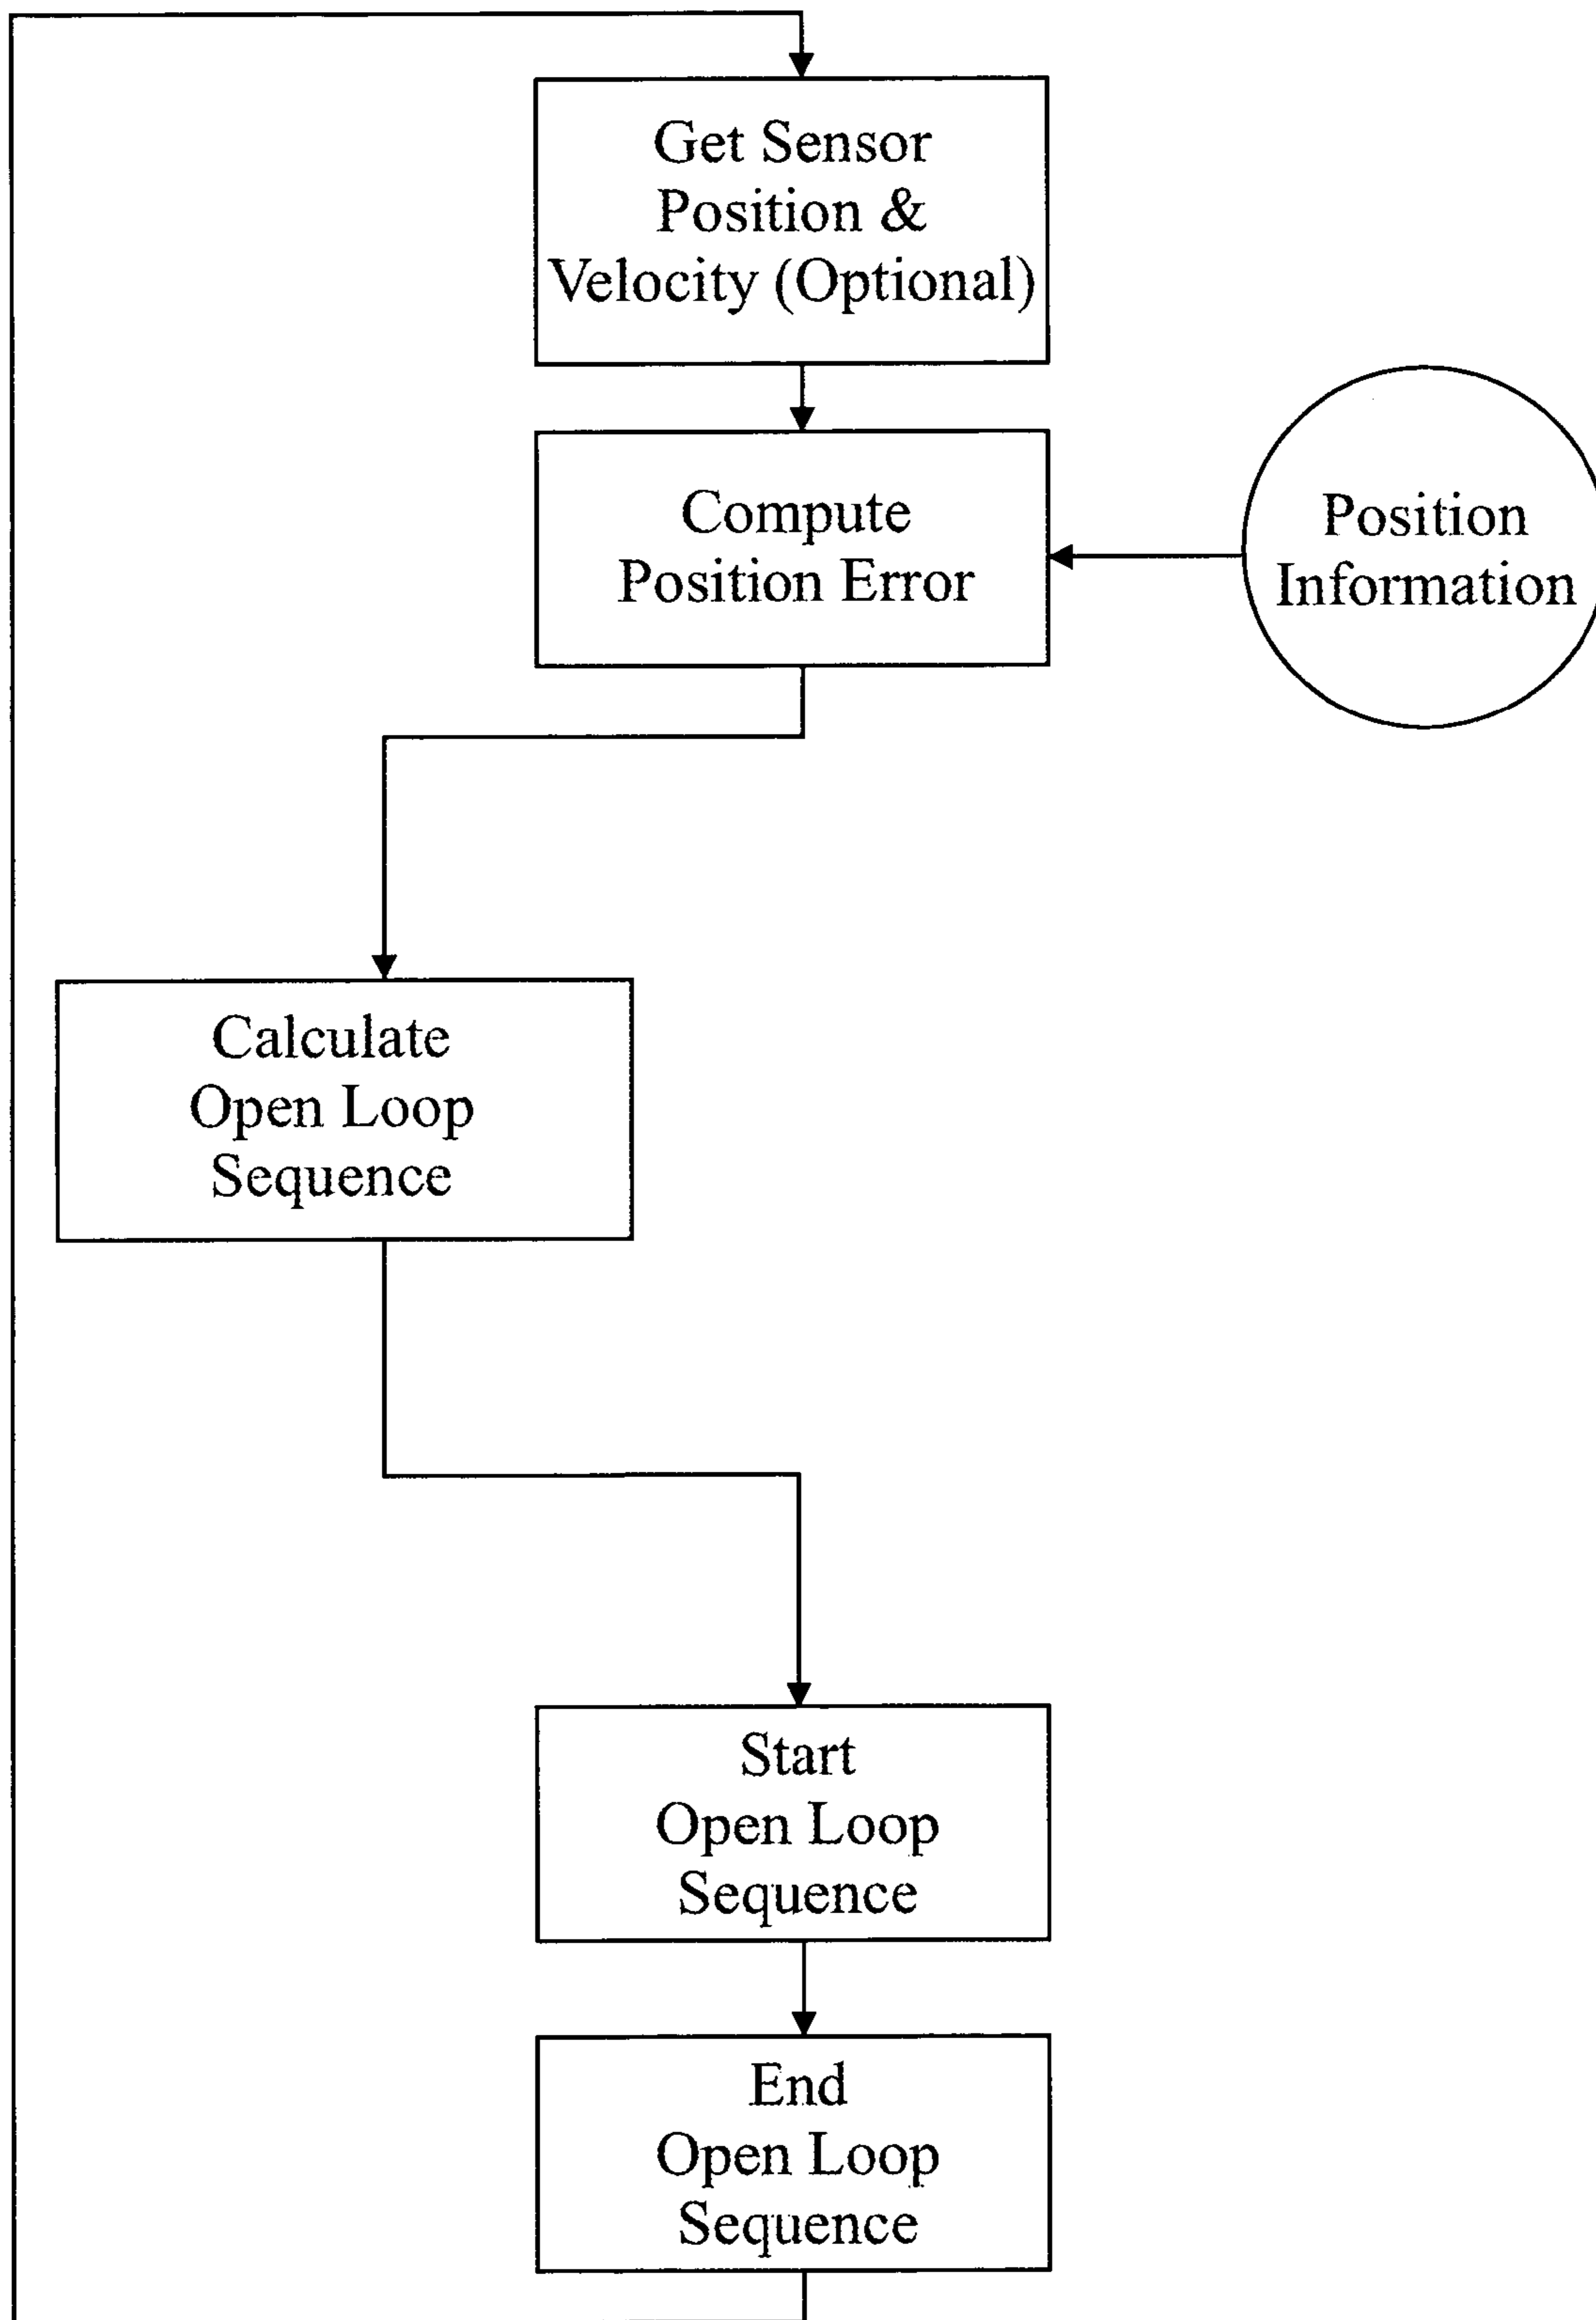 Get Sensor
Position &
Velocity (Optional)
Compute
Position Error
Position
Information
Calculate
Open Loop
Sequence
Start
Open Loop
Sequence
End
Open Loop
Sequence